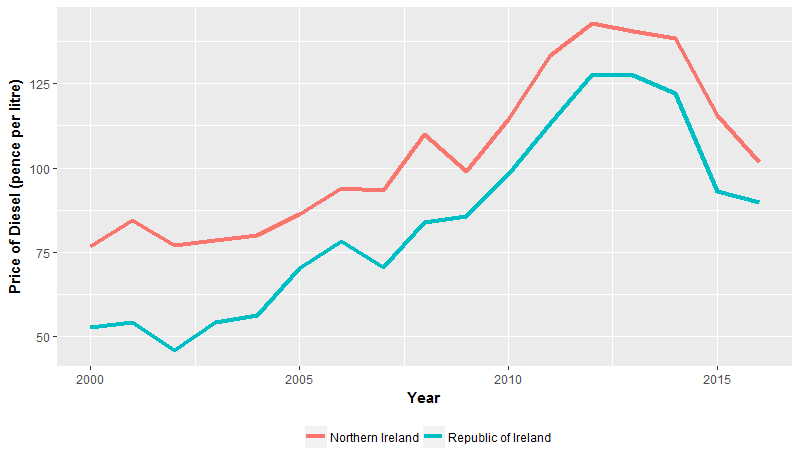 Price of Diesel (pence per litre)
125
100
75
50
2000 2005 2010 2015
Year
Northern Ireland Republic of Ireland